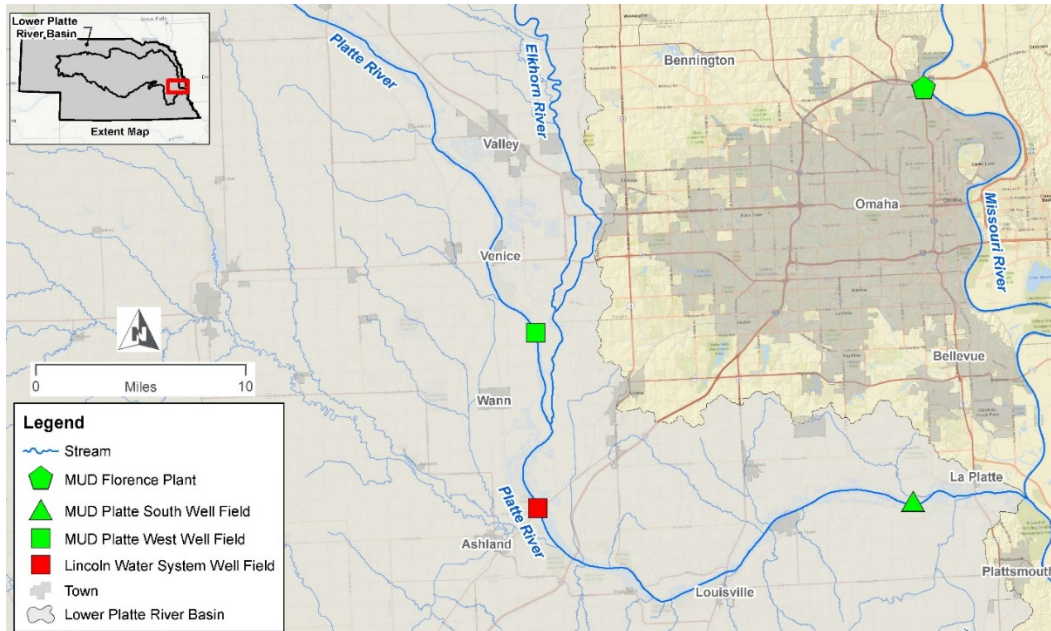 Lower Platte
River Basin
Extent Map
Platte River
Elkhorn River
Bennington
Valley
Omaha
Missouri River
Venice
N
0
10
Miles
Wann
Bellevue
Legend
Stream
MUD Florence Plant
MUD Platte South Well Field
MUD Platte West Well Field
Lincoln Water System Well Field
Town
Lower Platte River Basin
Platte River
Ashland
La Platte
Louisville
Plattsmouth